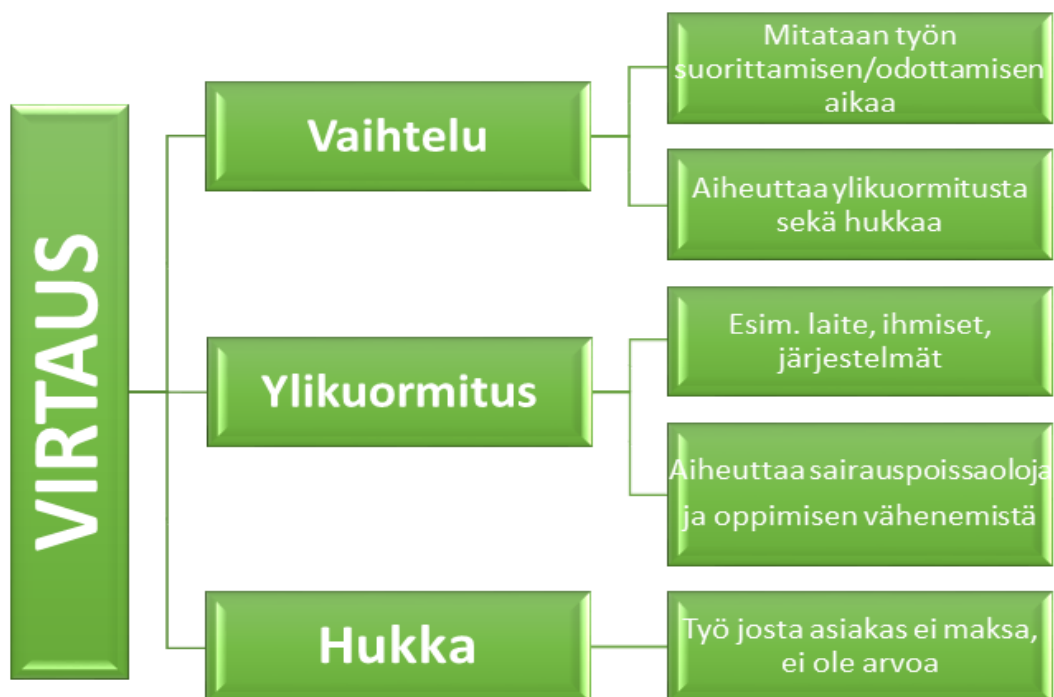 VIRTAUS
Vaihtelu
Mitataan työn
suorittamisen/odottamisen
aikaa
Aiheuttaa ylikuormitusta
sekä hukkaa
Ylikuormitus
Esim. laite, ihmiset,
järjestelmät
Aiheuttaa sairauspoissaoloja
ja oppimisen vähenemistä
Hukka
Työ josta asiakas ei maksa,
ei ole arvoa